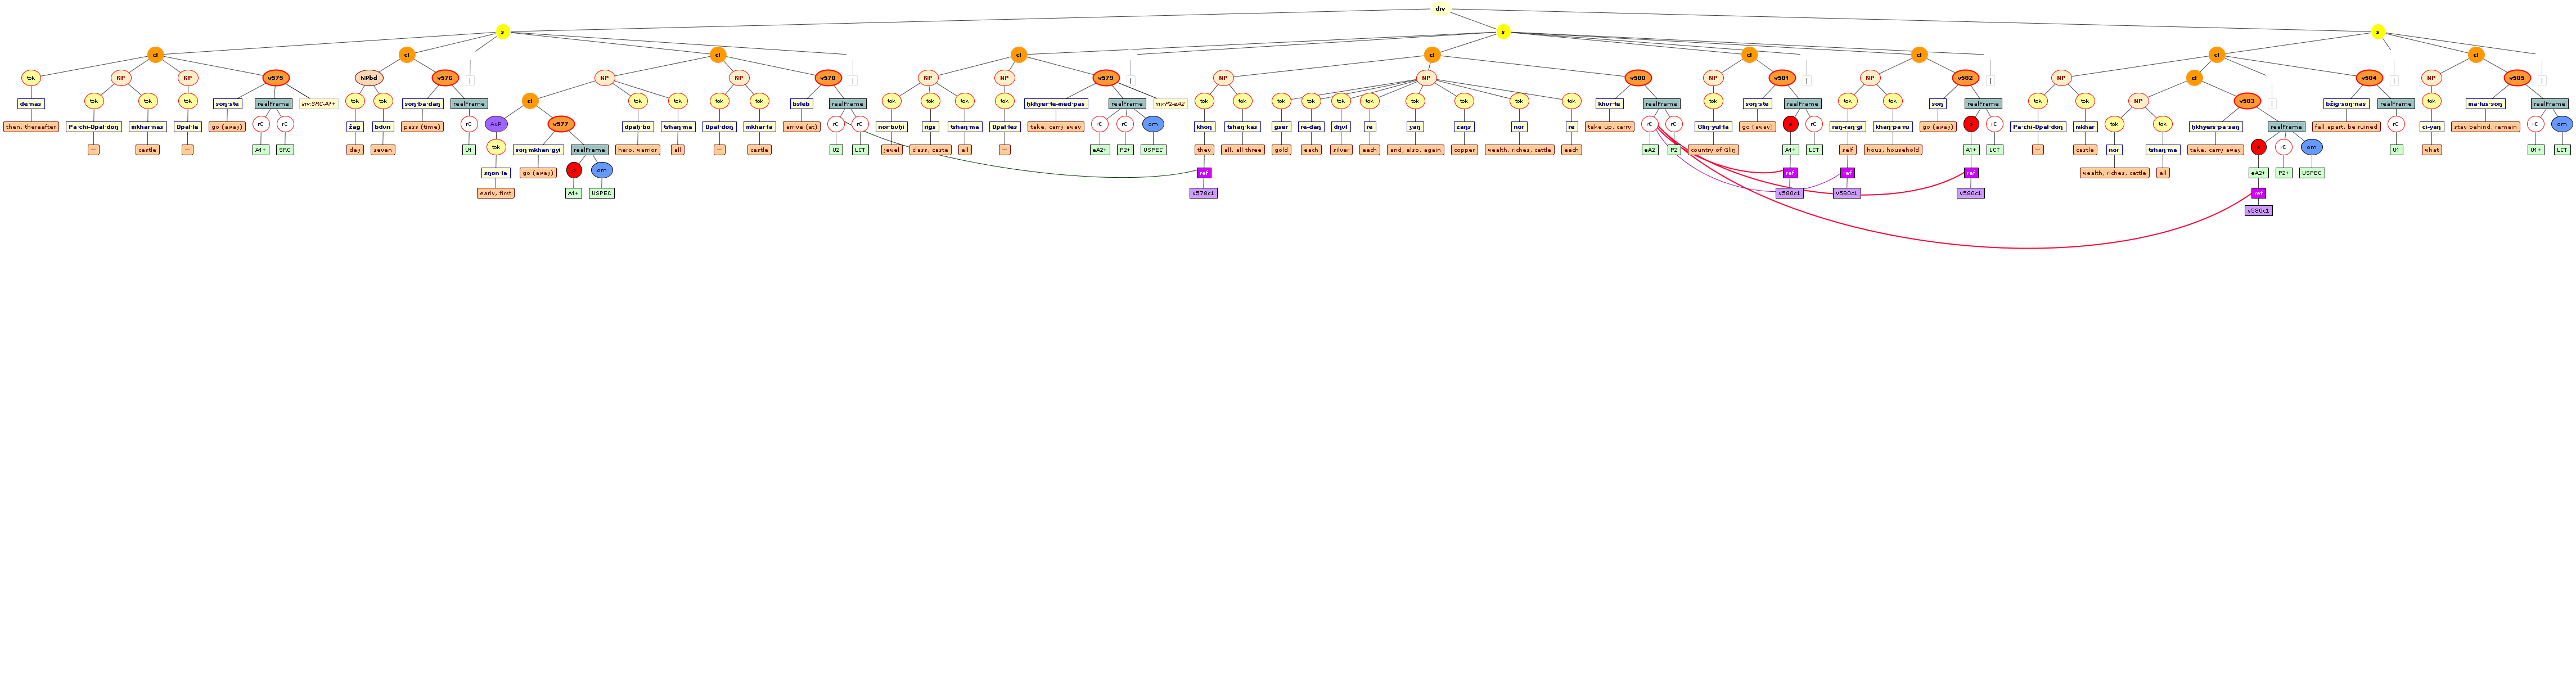 div
s s s
cl cl cl cl cl cl cl cl cl
tok NP NP v575 NPbd v576 | NP NP v578 | NP NP v579 | NP NP v580 NP v581 | NP v582 | NP cl v584 | NP v585 |
tok tok tok tok tok cl tok tok tok tok tok tok tok tok tok tok tok tok tok tok tok tok tok tok tok tok tok tok tok tok NP v583 | tok
de·nas Pa-chi-Dpal-doŋ mkhar·nas Dpal·le soŋ·ste realFrame inv:SRC-A1+ žag bdun soŋ·ba·daŋ realFrame dpaḥ·bo tshaŋ·ma Dpal-doŋ mkhar·la bsleb realFrame nor·buḥi rigs tshaŋ·ma Dpal·les ḥkhyer·te·mod·pas realFrame inv:P2-eA2 khoŋ tshaŋ·kas gser re·daŋ dŋul re yaŋ zaŋs nor re khur·te realFrame Gliŋ·yul·la soŋ·ste realFrame raŋ·raŋ·gi khaŋ·pa·ru soŋ realFrame Pa-chi-Dpal-doŋ mkhar bžig·soŋ·nas realFrame ci·yaŋ ma·lus·soŋ realFrame
then, thereafter — castle — go (away) rC rC day seven pass (time) rC AvP v577 — castle arrive (at) rC rC jewel class, caste all — take, carry away rC rC om they all, all three gold each silver each and, also, again copper wealth, riches, cattle each take up, carry rC rC country of Gliŋ go (away) a rC self hous, household go (away) a rC — castle tok tok ḥkhyers·pa·saŋ realFrame fall apart, be ruined rC what stay behind, remain rC om
A1+ SRC U1 tok soŋ·mkhan·gyi realFrame hero, warrior all U2 LCT eA2+ P2+ USPEC eA2 P2 A1+ LCT A1+ LCT nor tshaŋ·ma take, carry away a rC om U1 U1+ LCT
sŋon·la go (away) a om ref ref ref ref wealth, riches, cattle all eA2+ P2+ USPEC
early, first A1+ USPEC v578c1 v580c1 v580c1 v580c1 ref
v580c1